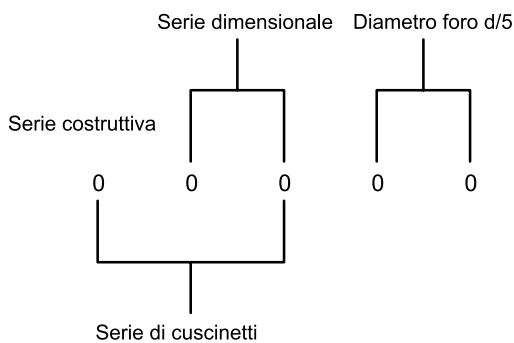 Serie dimensionale Diametro foro d/5
Serie costruttiva
0 0 0 0 0
Serie di cuscinetti